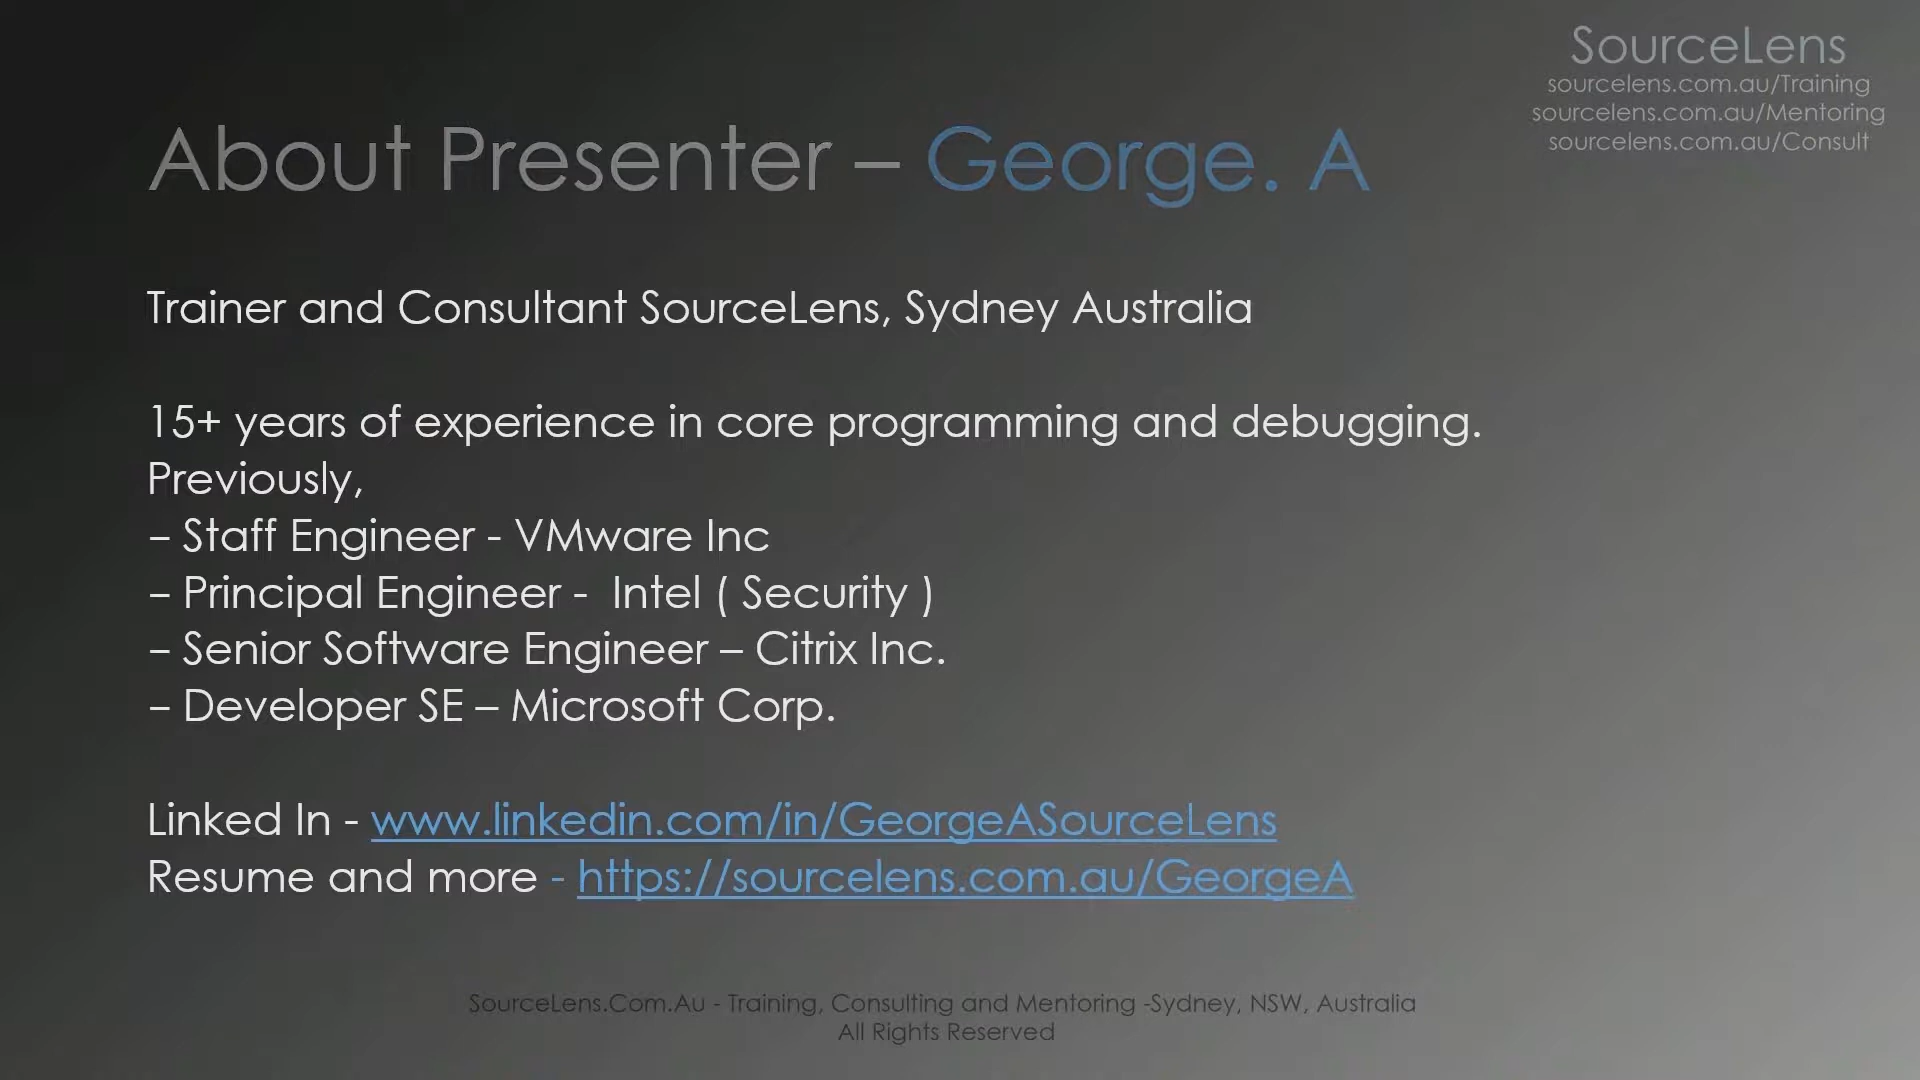 SourceLens
sourcelens.com.au/Training
sourcelens.com.au/Mentoring
sourcelens.com.au/Consult
About Presenter – George. A
Trainer and Consultant SourceLens, Sydney Australia
15+ years of experience in core programming and debugging.
Previously,
– Staff Engineer - VMware Inc
– Principal Engineer -  Intel ( Security )
– Senior Software Engineer – Citrix Inc.
– Developer SE – Microsoft Corp.
Linked In - www.linkedin.com/in/GeorgeASourceLens
Resume and more - https://sourcelens.com.au/GeorgeA
SourceLens.Com.Au - Training, Consulting and Mentoring -Sydney, NSW, Australia
All Rights Reserved